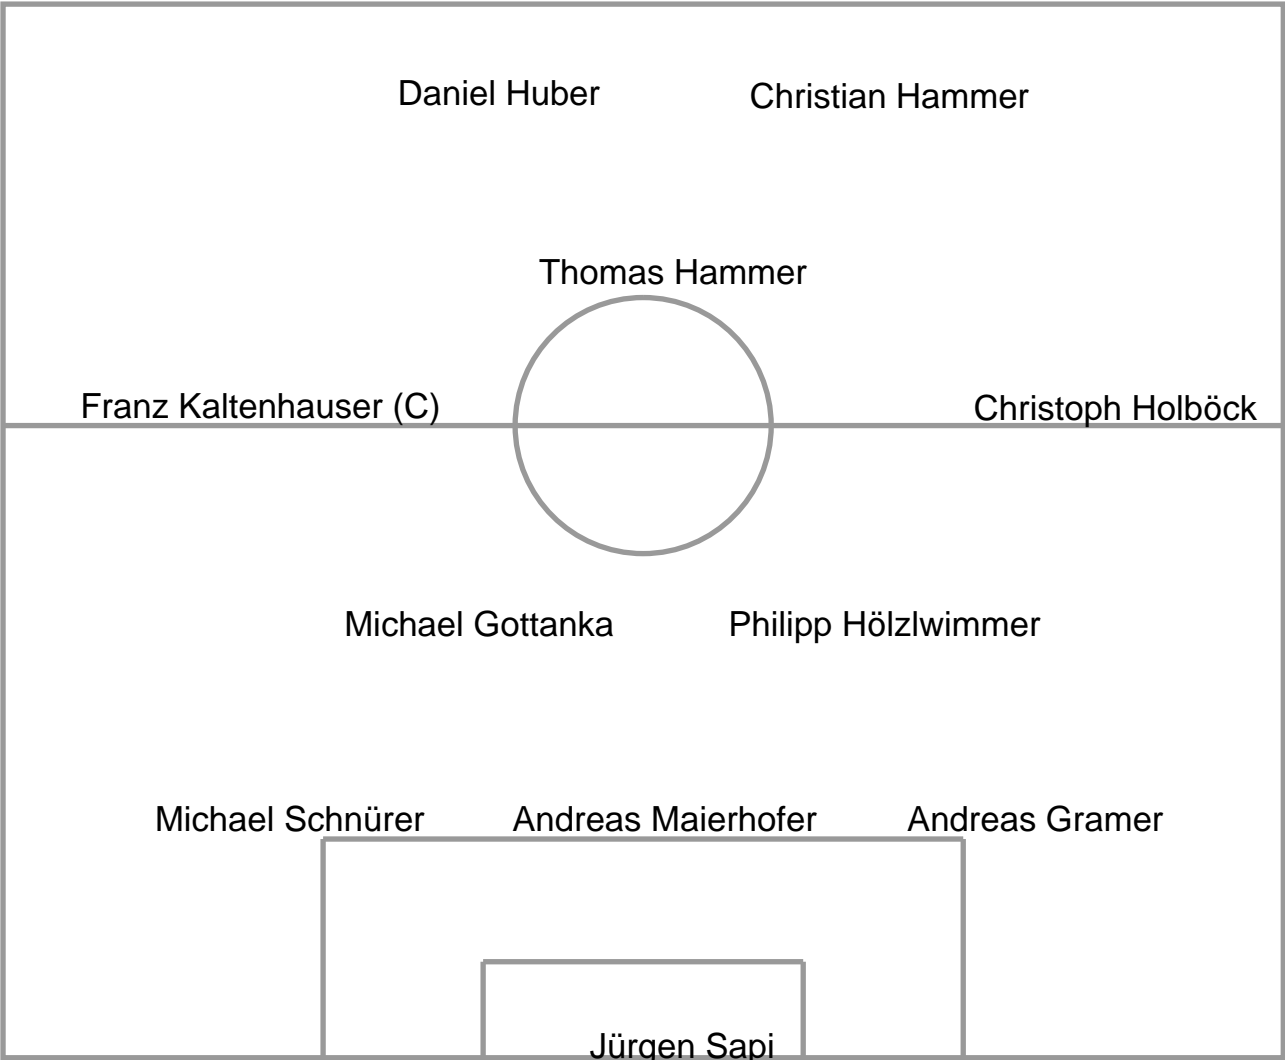 Daniel Huber
Christian Hammer
Thomas Hammer
Franz Kaltenhauser (C)
Christoph Holböck
Michael Gottanka
Philipp Hölzlwimmer
Michael Schnürer
Andreas Maierhofer
Andreas Gramer
Jürgen Sapi